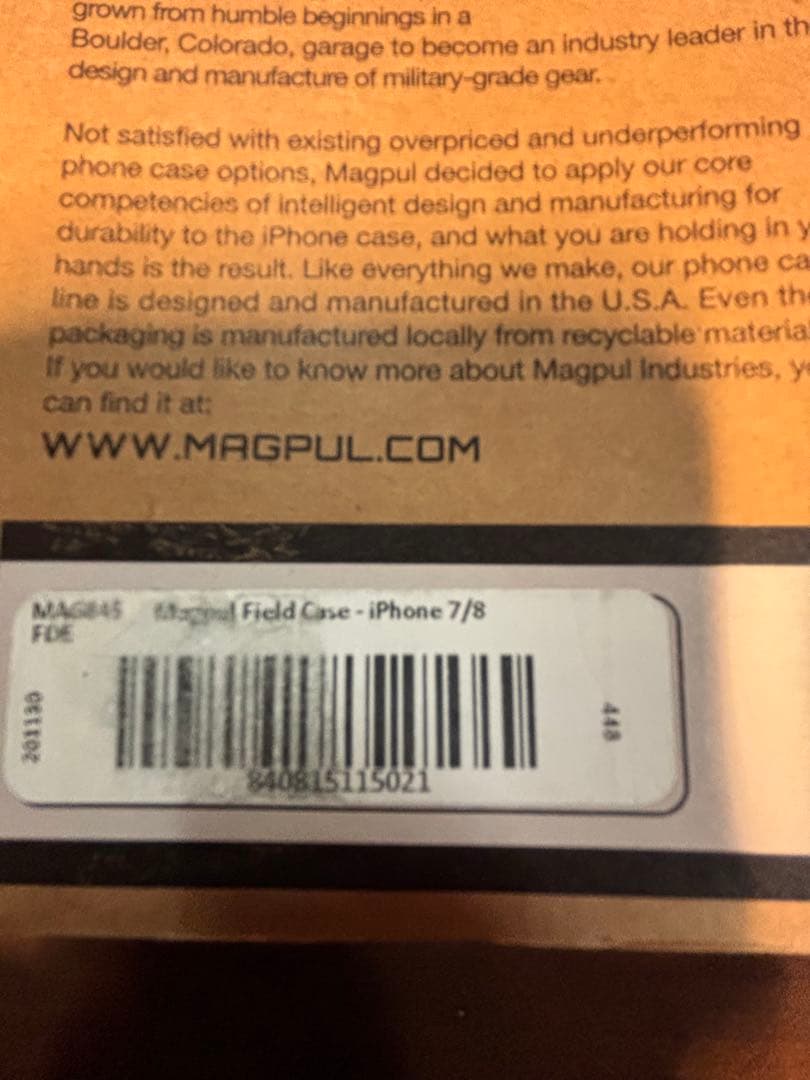 grown from humble beginnings in a
Boulder, Colorado, garage to become an industry leader in th
design and manufacture of military-grade gear.
Not satisfied with existing overpriced and underperforming
phone case options, Magpul decided to apply our core
competencies of intelligent design and manufacturing for
durability to the iPhone case, and what you are holding in y
hands is the result. Like everything we make, our phone ca
line is designed and manufactured in the U.S.A. Even the
packaging is manufactured locally from recyclable materia
If you would like to know more about Magpul Industries, y
can find it at:
WWW.MAGPUL.COM
MAG845 Magpul Field Case - iPhone 7/8
FDE
201130
448
840815115021